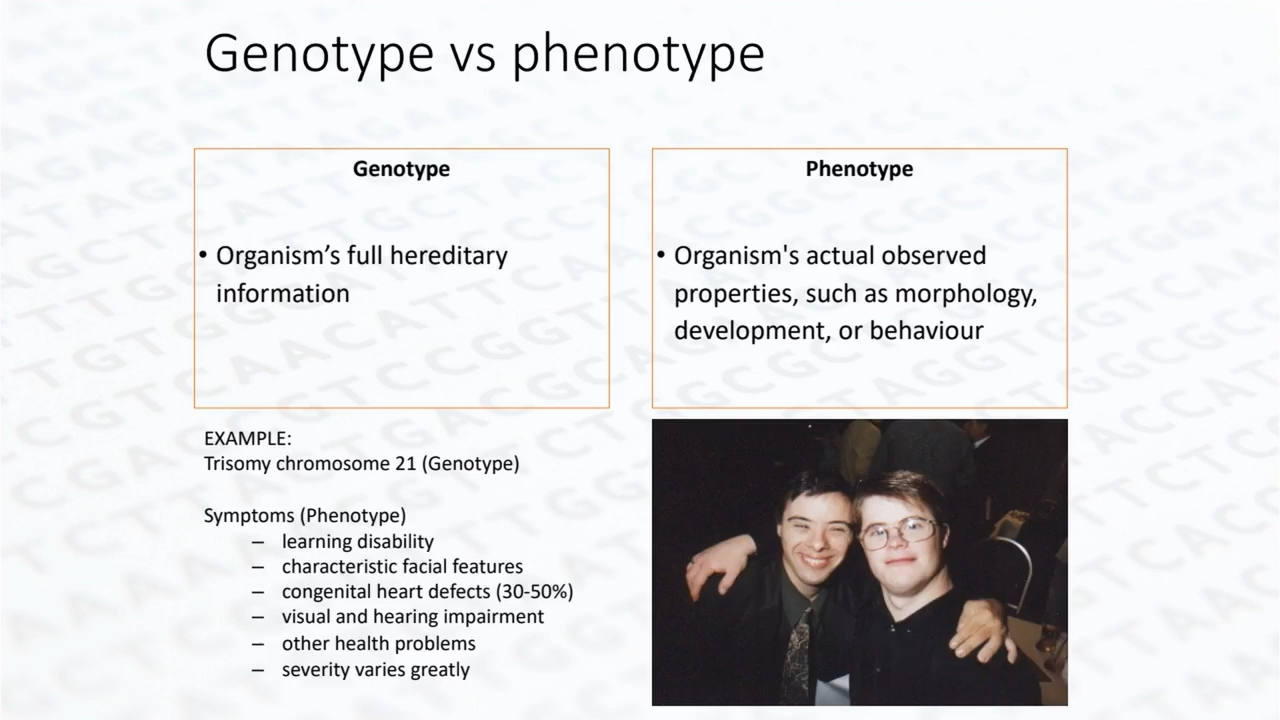 Genotype vs phenotype
Genotype
• Organism’s full hereditary
information
Phenotype
• Organism's actual observed
properties, such as morphology,
development, or behaviour
EXAMPLE:
Trisomy chromosome 21 (Genotype)
Symptoms (Phenotype)
– learning disability
– characteristic facial features
– congenital heart defects (30-50%)
– visual and hearing impairment
– other health problems
– severity varies greatly